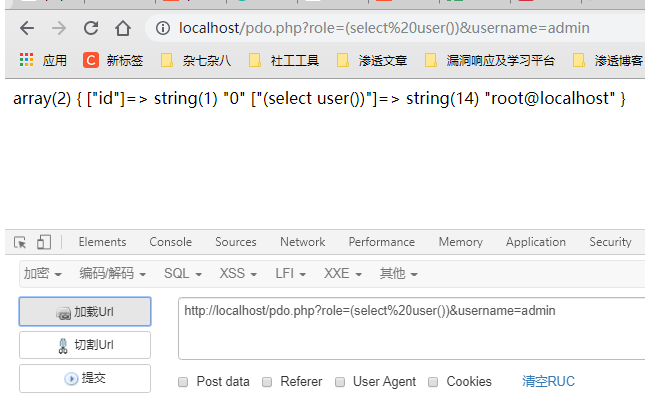 localhost/pdo.php?role=(select%20user())&username=admin
应用 新标签 杂七杂八 社工工具 渗透文章 漏洞响应及学习平台 渗透博客
array(2) { ["id"]=> string(1) "0" ["(select user())"]=> string(14) "root@localhost" }
Elements Console Sources Network Performance Memory Application Security
加密 编码/解码 SQL XSS LFI XXE 其他
加载Url
http://localhost/pdo.php?role=(select%20user())&username=admin
切割Url
提交
Post data Referer User Agent Cookies 清空RUC